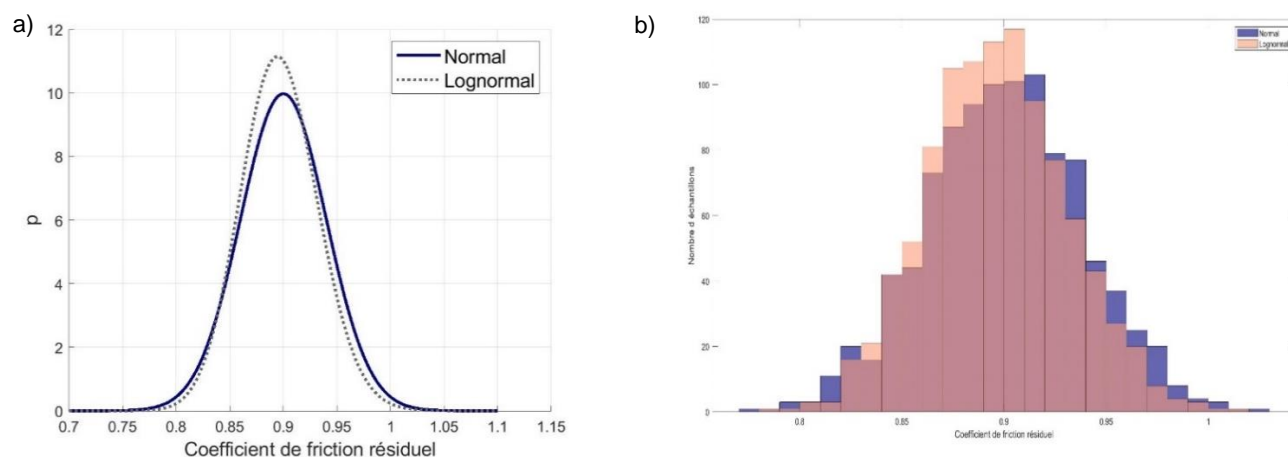 a)
12
10
8
6
4
2
0
p
Normal
Lognormal
0.7 0.75 0.8 0.85 0.9 0.95 1 1.05 1.1 1.15
Coefficient de friction résiduel
b)
120
100
80
60
40
20
0
Nombre d échantillons
Normal
Lognormal
0.8 0.85 0.9 0.95 1
Coefficient de friction résiduel